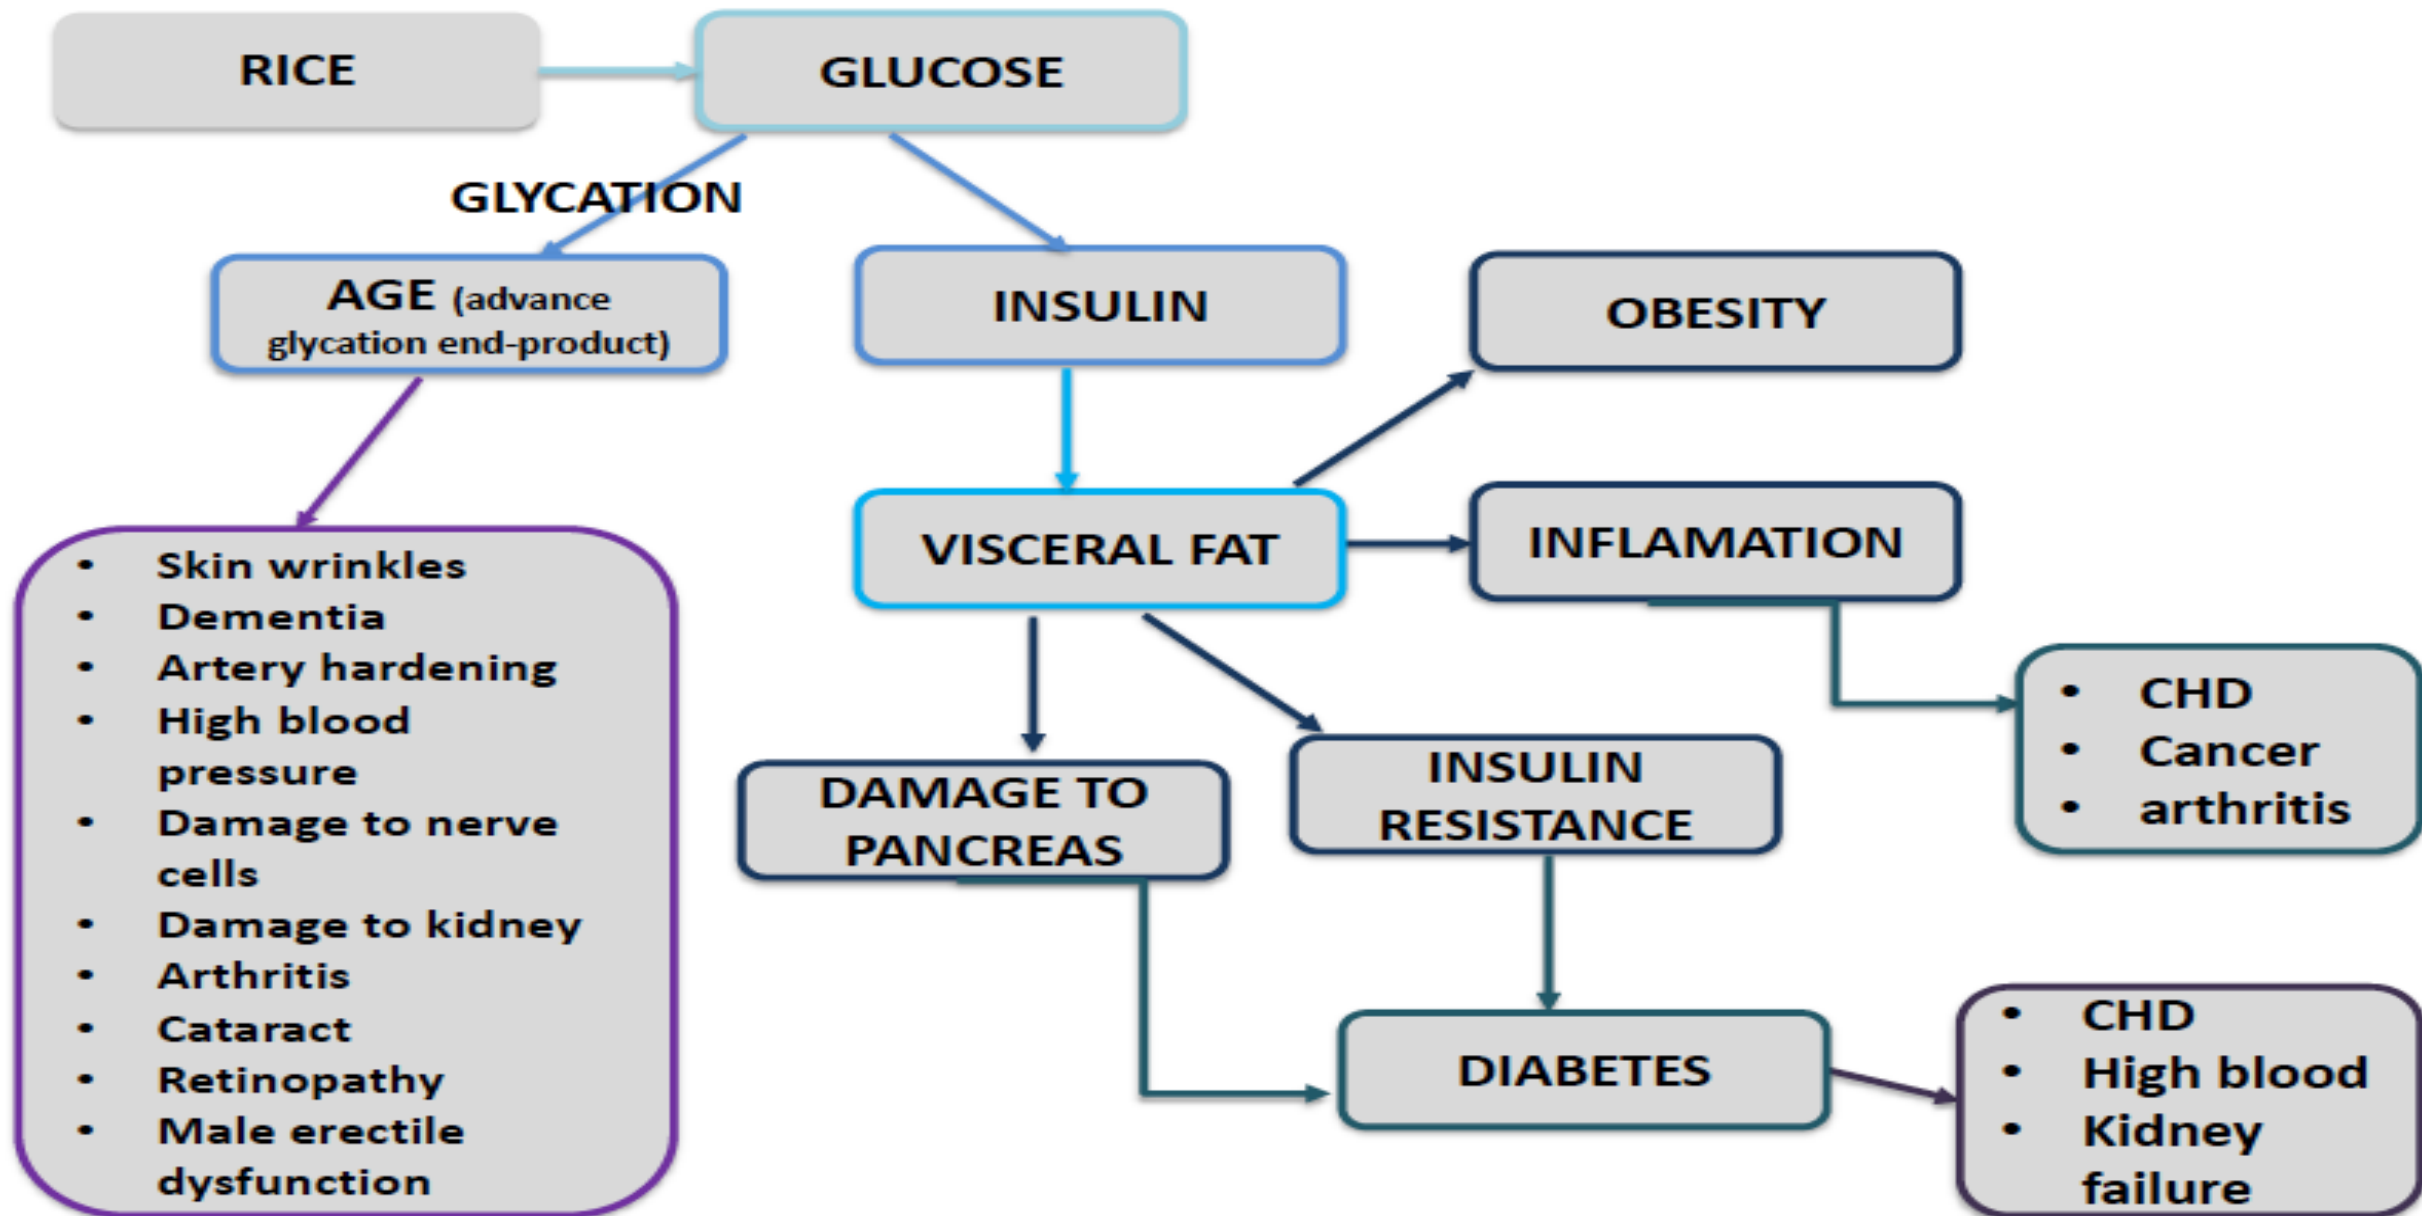 RICE
GLUCOSE
GLYCATION
AGE (advance
glycation end-product)
INSULIN
OBESITY
VISCERAL FAT
INFLAMATION
• Skin wrinkles
• Dementia
• Artery hardening
• High blood
pressure
• Damage to nerve
cells
• Damage to kidney
• Arthritis
• Cataract
• Retinopathy
• Male erectile
dysfunction
DAMAGE TO
PANCREAS
INSULIN
RESISTANCE
• CHD
• Cancer
• arthritis
DIABETES
• CHD
• High blood
• Kidney
failure